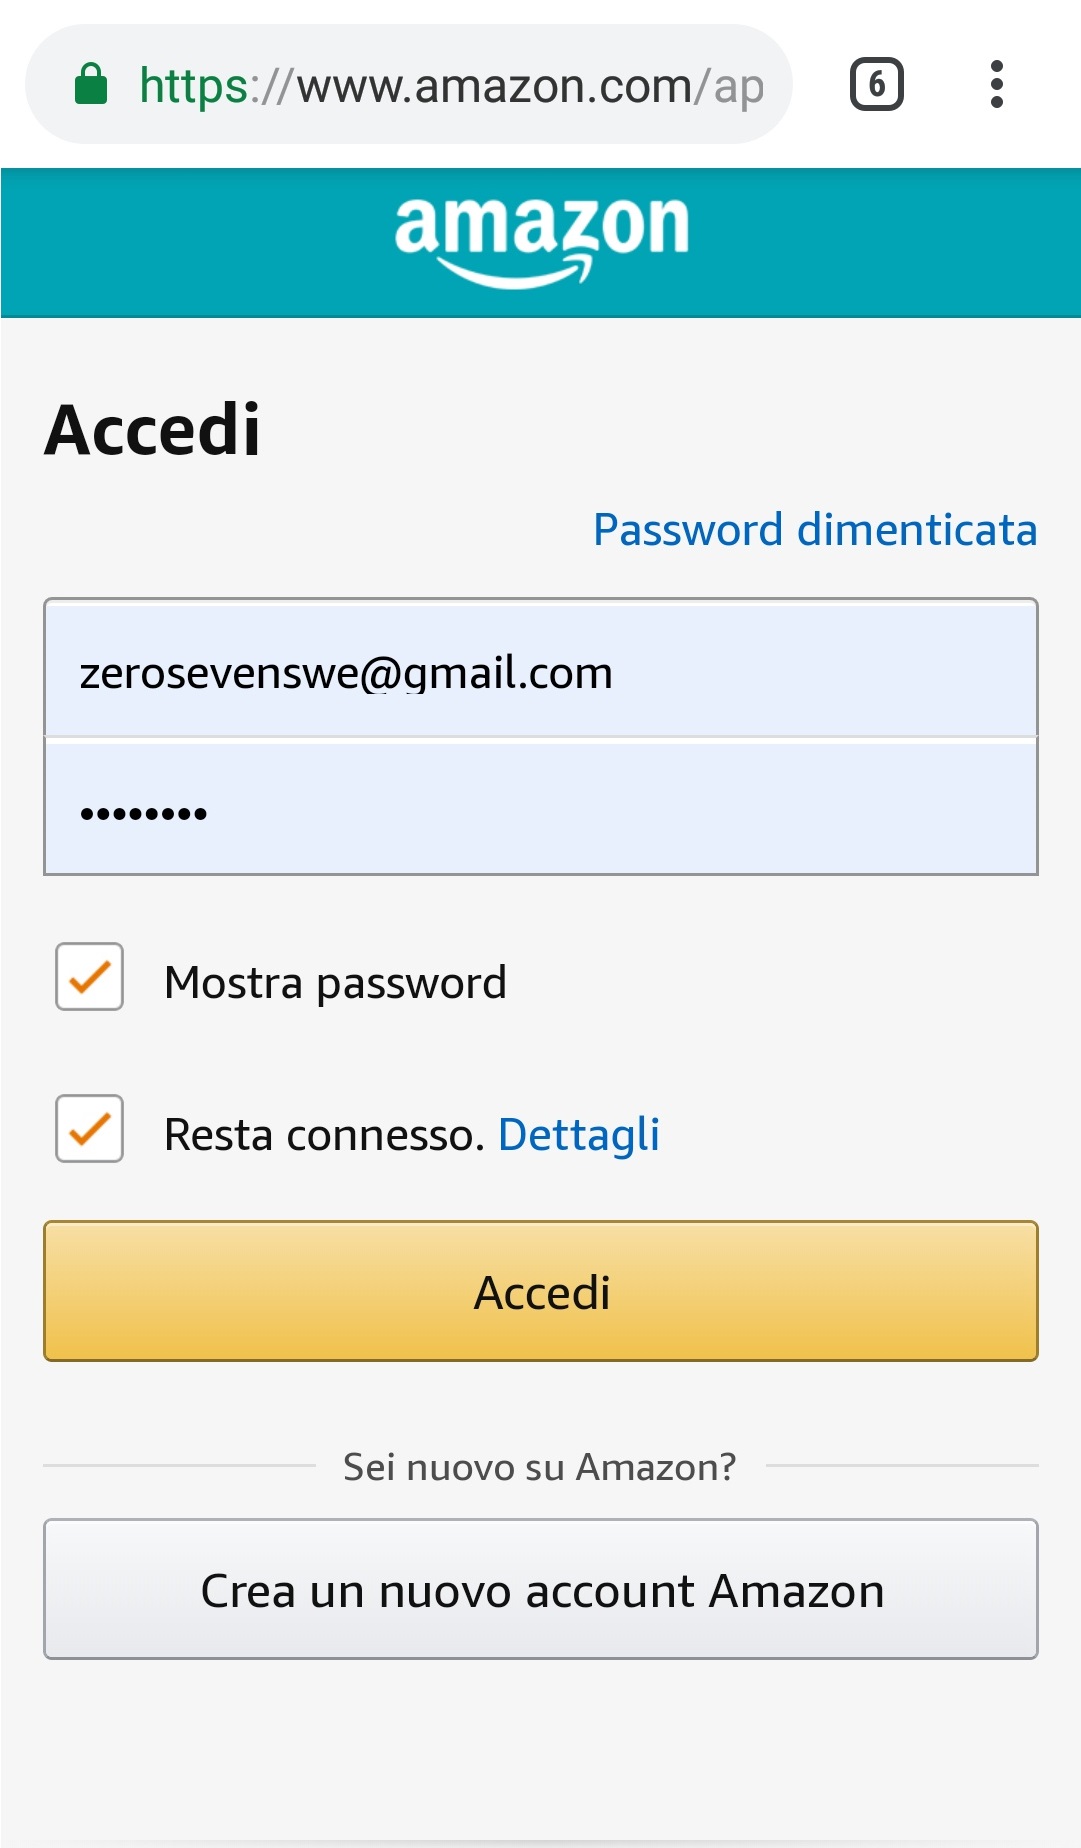 https://www.amazon.com/ap
6
amazon
Accedi
Password dimenticata
zerosevenswe@gmail.com
••••••••
Mostra password
Resta connesso. Dettagli
Accedi
Sei nuovo su Amazon?
Crea un nuovo account Amazon